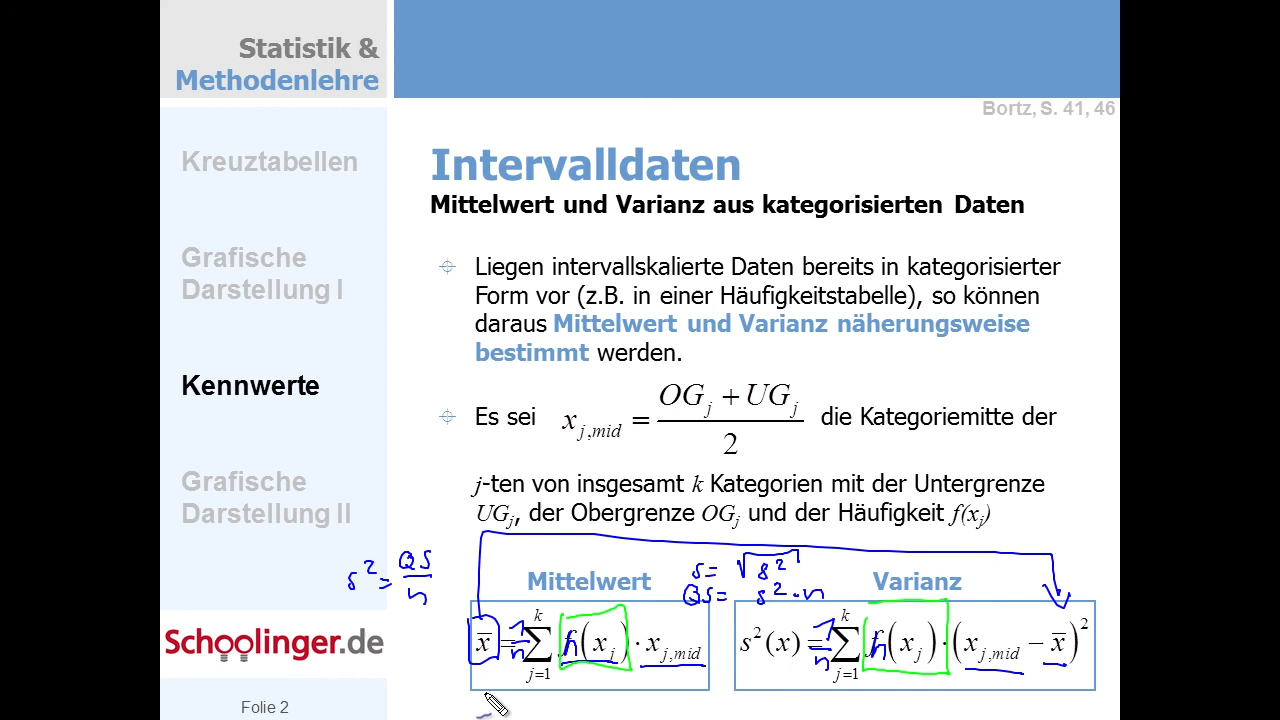 Statistik &
Methodenlehre
Bortz, S. 41, 46
Kreuztabellen
Grafische
Darstellung I
Kennwerte
Grafische
Darstellung II
Intervalldaten
Mittelwert und Varianz aus kategorisierten Daten
Liegen intervallskalierte Daten bereits in kategorisierter
Form vor (z.B. in einer Häufigkeitstabelle), so können
daraus Mittelwert und Varianz näherungsweise
bestimmt werden.
Es sei x_{j,mid} = (OG_j + UG_j)/2 die Kategoriemitte der
j-ten von insgesamt k Kategorien mit der Untergrenze
UG_j, der Obergrenze OG_j und der Häufigkeit f(x_j)
s² = QS/n
s = √s²
QS = s² · n
Mittelwert
x̄ = 1/n ∑_{j=1}^{k} h(x_j) · x_{j,mid}
Varianz
s²(x) = 1/n ∑_{j=1}^{k} h(x_j) · (x_{j,mid} − x̄)²
Schoolinger.de
Folie 2